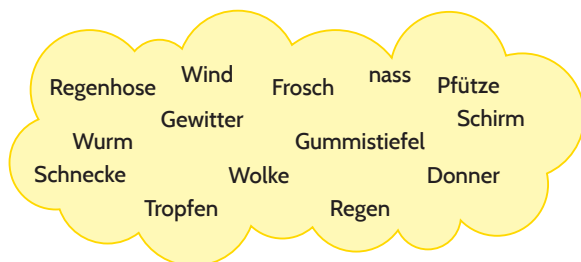 Regenhose Wind Frosch nass Pfütze
Gewitter Schirm
Wurm Gummistiefel
Schnecke Wolke Donner
Tropfen Regen